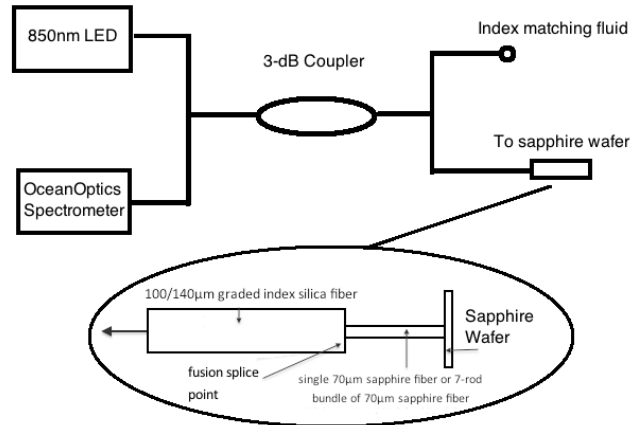 850nm LED
Index matching fluid
3-dB Coupler
To sapphire wafer
OceanOptics
Spectrometer
100/140μm graded index silica fiber
Sapphire
Wafer
fusion splice
point
single 70μm sapphire fiber or 7-rod
bundle of 70μm sapphire fiber